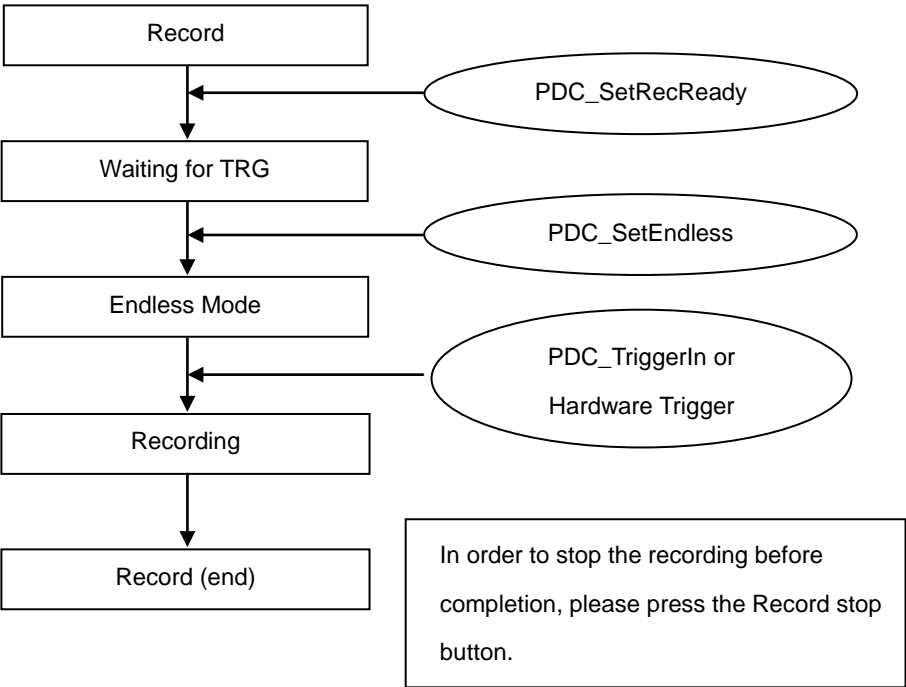 Record
PDC_SetRecReady
Waiting for TRG
PDC_SetEndless
Endless Mode
PDC_TriggerIn or
Hardware Trigger
Recording
Record (end)
In order to stop the recording before
completion, please press the Record stop
button.